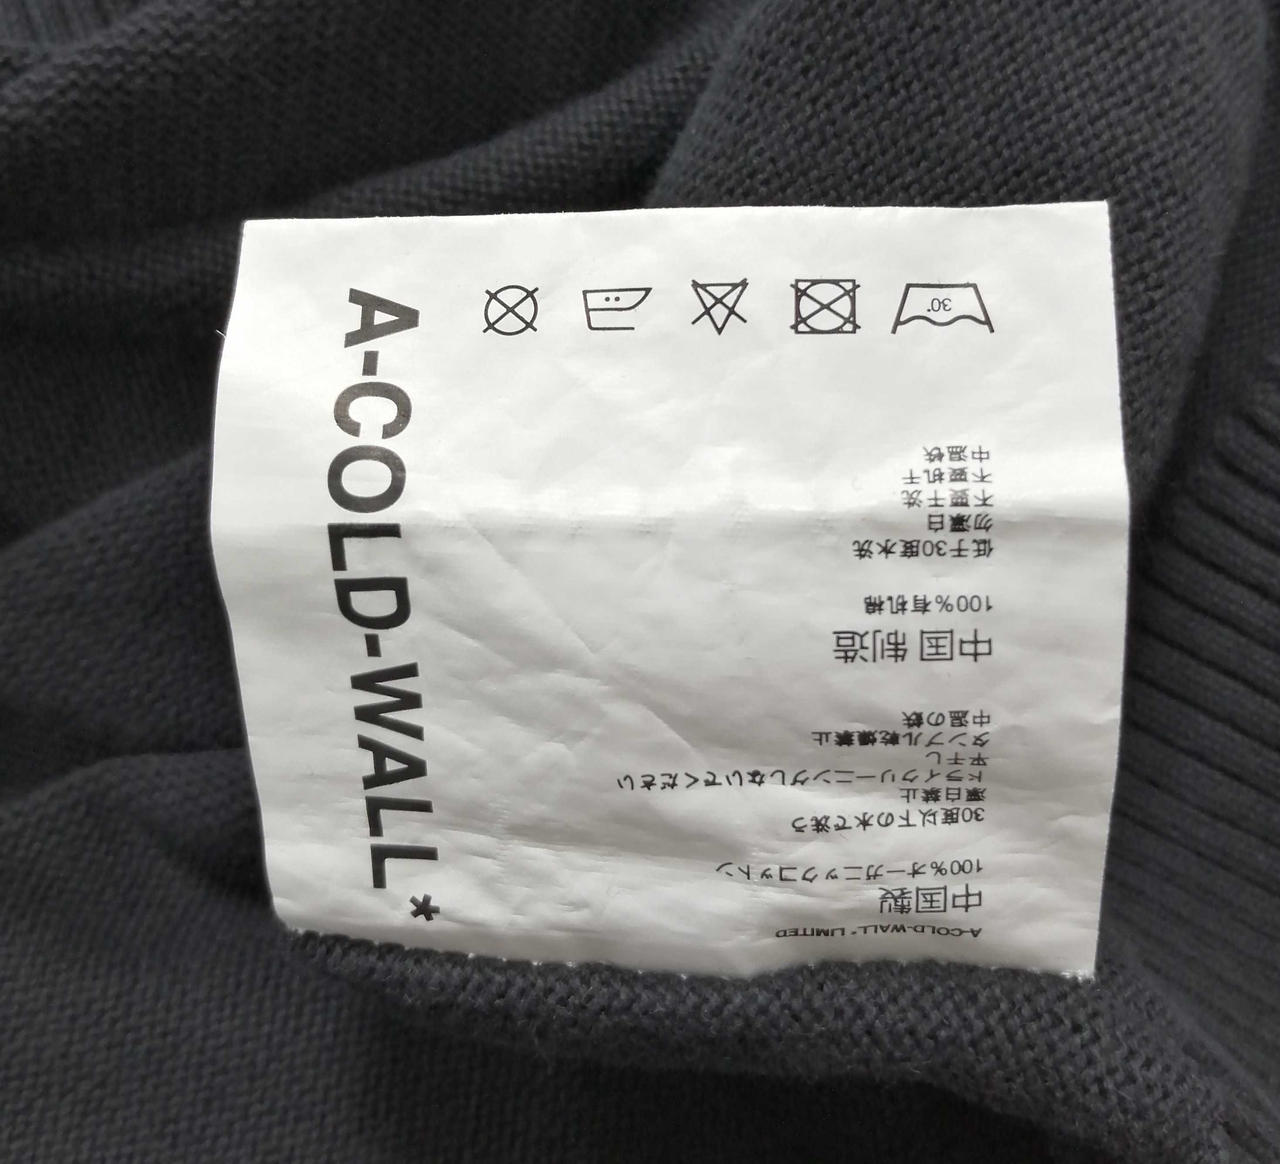 A-COLD-WALL* LIMITED
中国製
100%オーガニックコットン
30度以下の水で洗う
漂白禁止
ドライクリーニングしないでください
平干し
タンブル乾燥禁止
中温の鉄
中国制造
100%有机棉
低于30度水洗
勿漂白
不要干洗
不要机干
中温铁
30°
A-COLD-WALL*